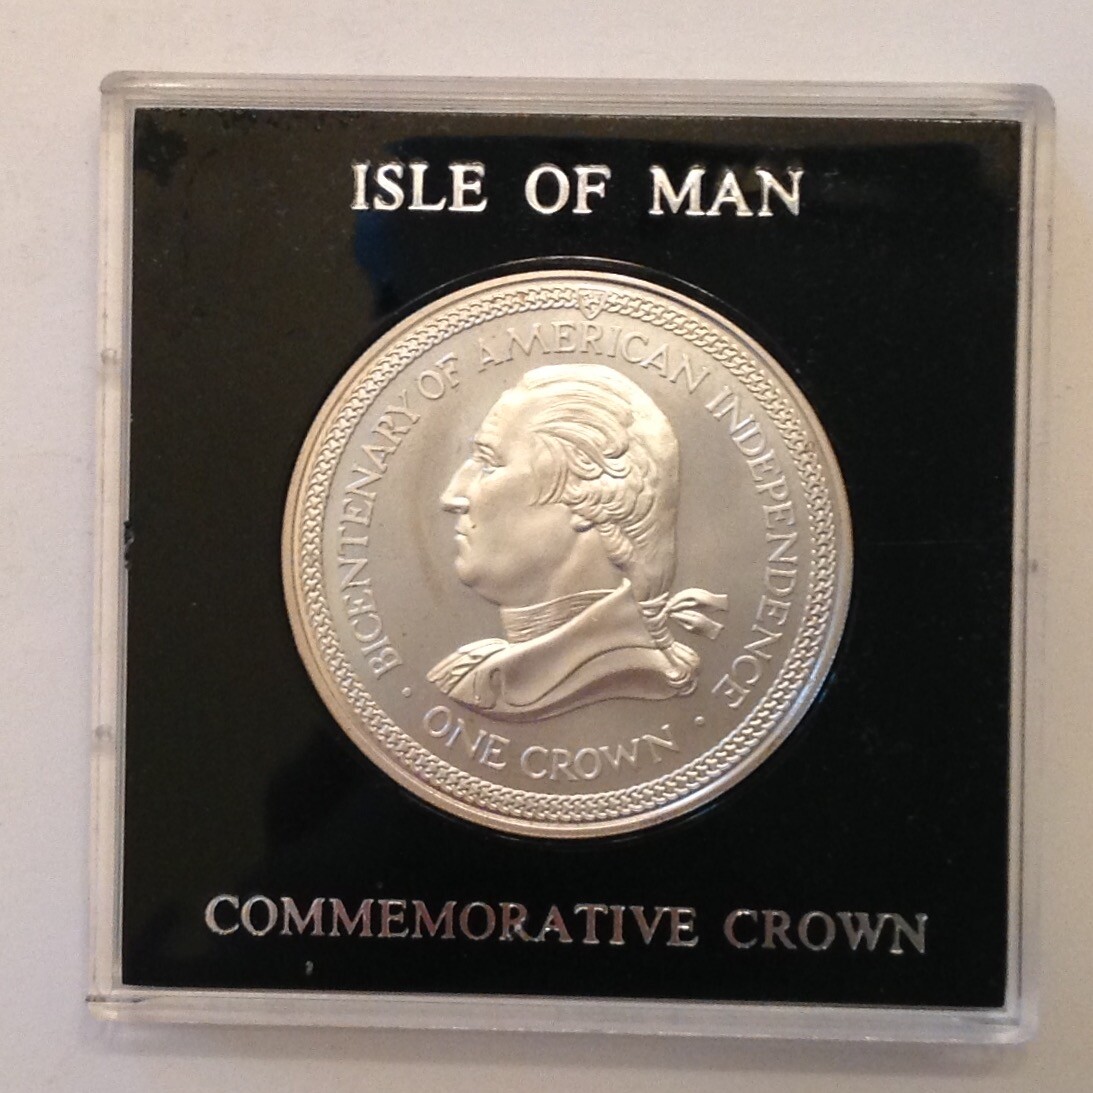 ISLE OF MAN
BICENTENARY OF AMERICAN INDEPENDENCE
· ONE CROWN ·
COMMEMORATIVE CROWN